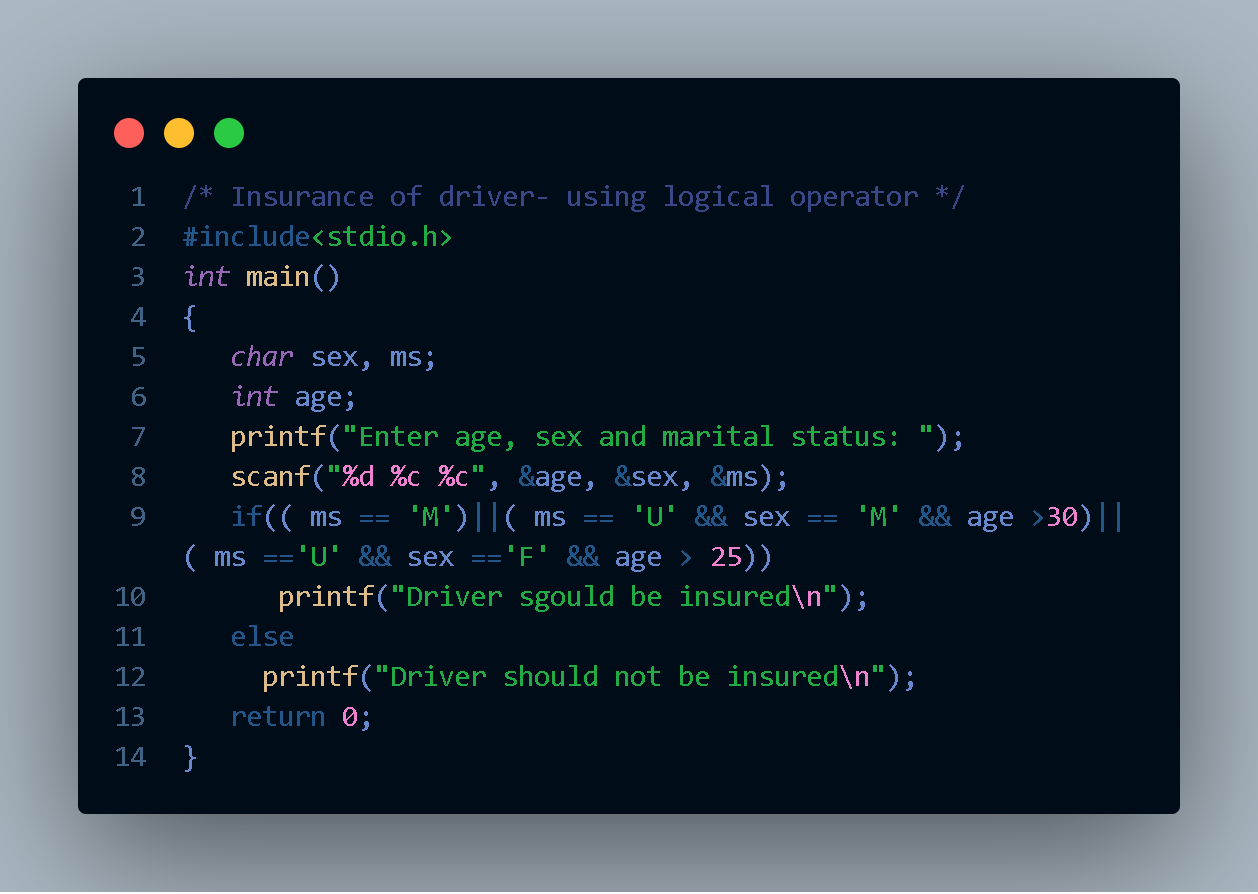 1 /* Insurance of driver- using logical operator */
2 #include<stdio.h>
3 int main()
4 {
5    char sex, ms;
6    int age;
7    printf("Enter age, sex and marital status: ");
8    scanf("%d %c %c", &age, &sex, &ms);
9    if(( ms == 'M')||( ms == 'U' && sex == 'M' && age >30)||
( ms =='U' && sex =='F' && age > 25))
10       printf("Driver sgould be insured\n");
11    else
12      printf("Driver should not be insured\n");
13    return 0;
14 }